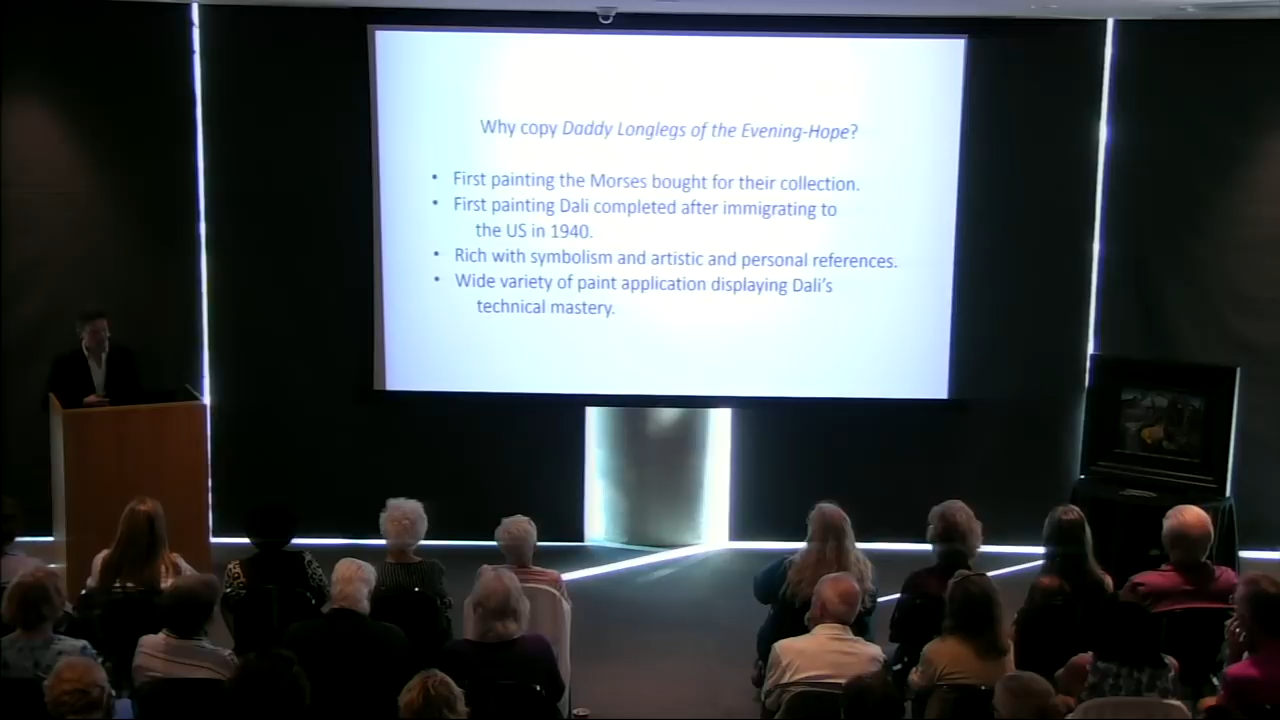 Why copy Daddy Longlegs of the Evening-Hope?
• First painting the Morses bought for their collection.
• First painting Dali completed after immigrating to
the US in 1940.
• Rich with symbolism and artistic and personal references.
• Wide variety of paint application displaying Dali's
technical mastery.